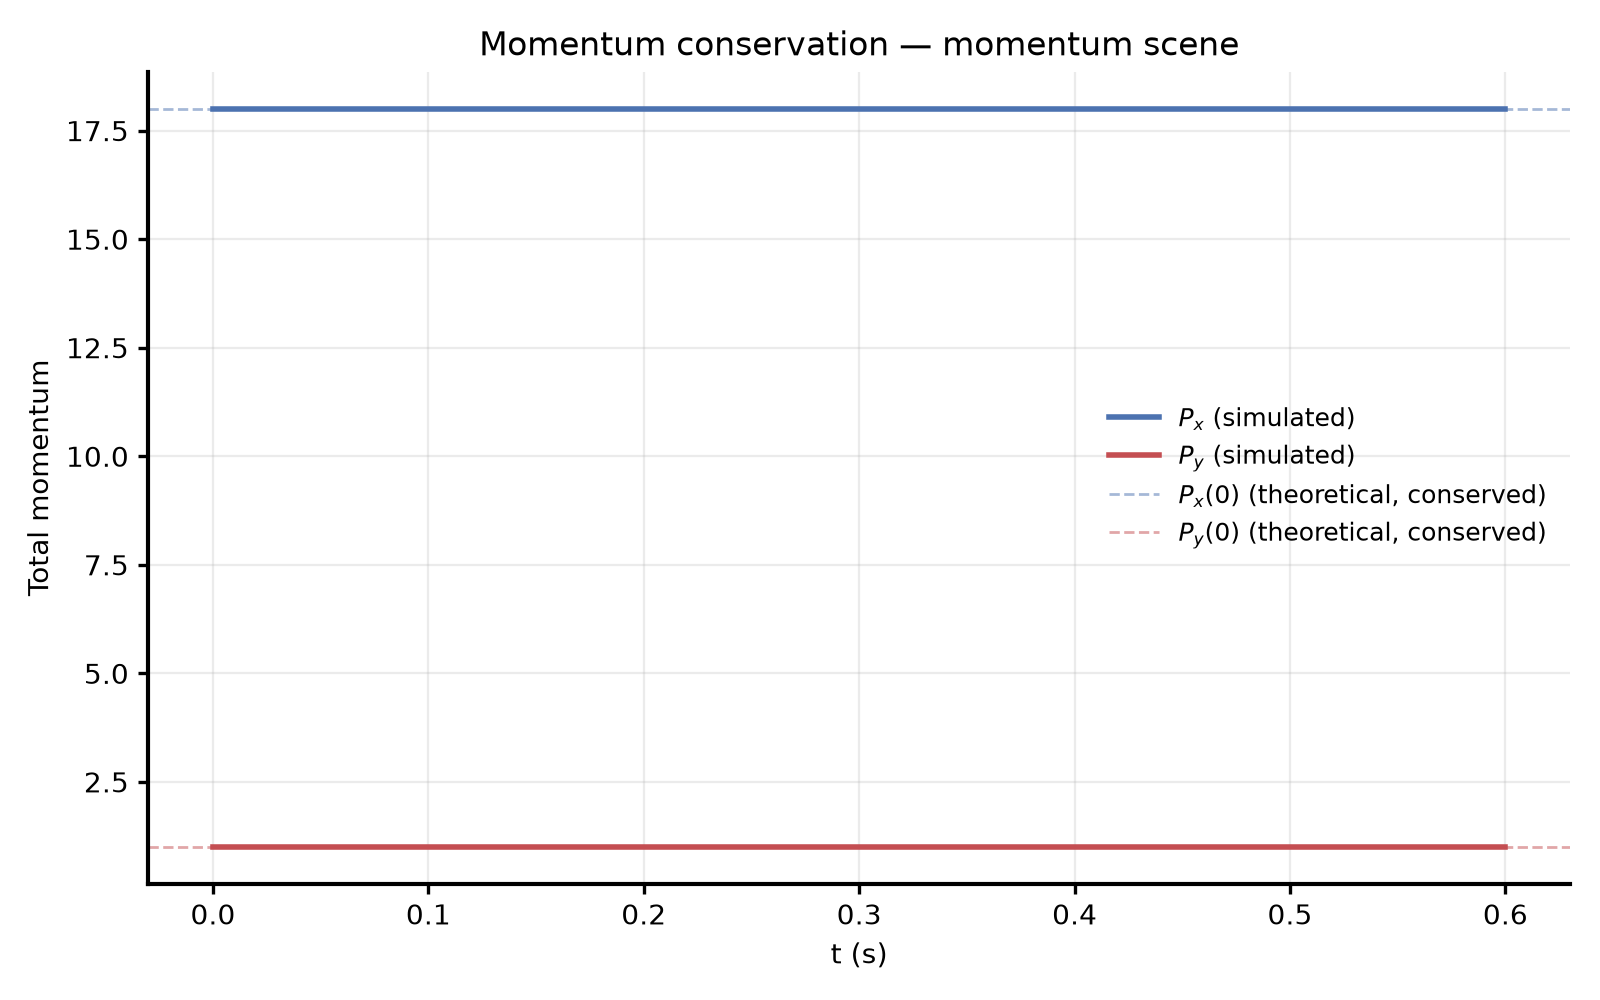 Momentum conservation — momentum scene
Total momentum
17.5
15.0
12.5
10.0
7.5
5.0
2.5
Pₓ (simulated)
P_y (simulated)
Pₓ(0) (theoretical, conserved)
P_y(0) (theoretical, conserved)
0.0 0.1 0.2 0.3 0.4 0.5 0.6
t (s)